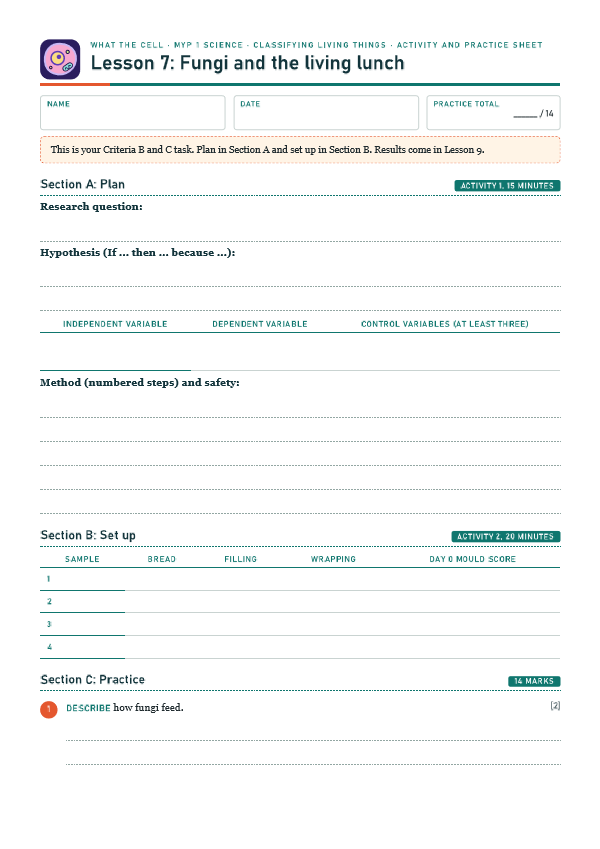 WHAT THE CELL · MYP 1 SCIENCE · CLASSIFYING LIVING THINGS · ACTIVITY AND PRACTICE SHEET
Lesson 7: Fungi and the living lunch
NAME
DATE
PRACTICE TOTAL
_____ / 14
This is your Criteria B and C task. Plan in Section A and set up in Section B. Results come in Lesson 9.
Section A: Plan
ACTIVITY 1, 15 MINUTES
Research question:
Hypothesis (If ... then ... because ...):
INDEPENDENT VARIABLE DEPENDENT VARIABLE CONTROL VARIABLES (AT LEAST THREE)
Method (numbered steps) and safety:
Section B: Set up
ACTIVITY 2, 20 MINUTES
SAMPLE BREAD FILLING WRAPPING DAY 0 MOULD SCORE
1
2
3
4
Section C: Practice
14 MARKS
1 DESCRIBE how fungi feed. [2]